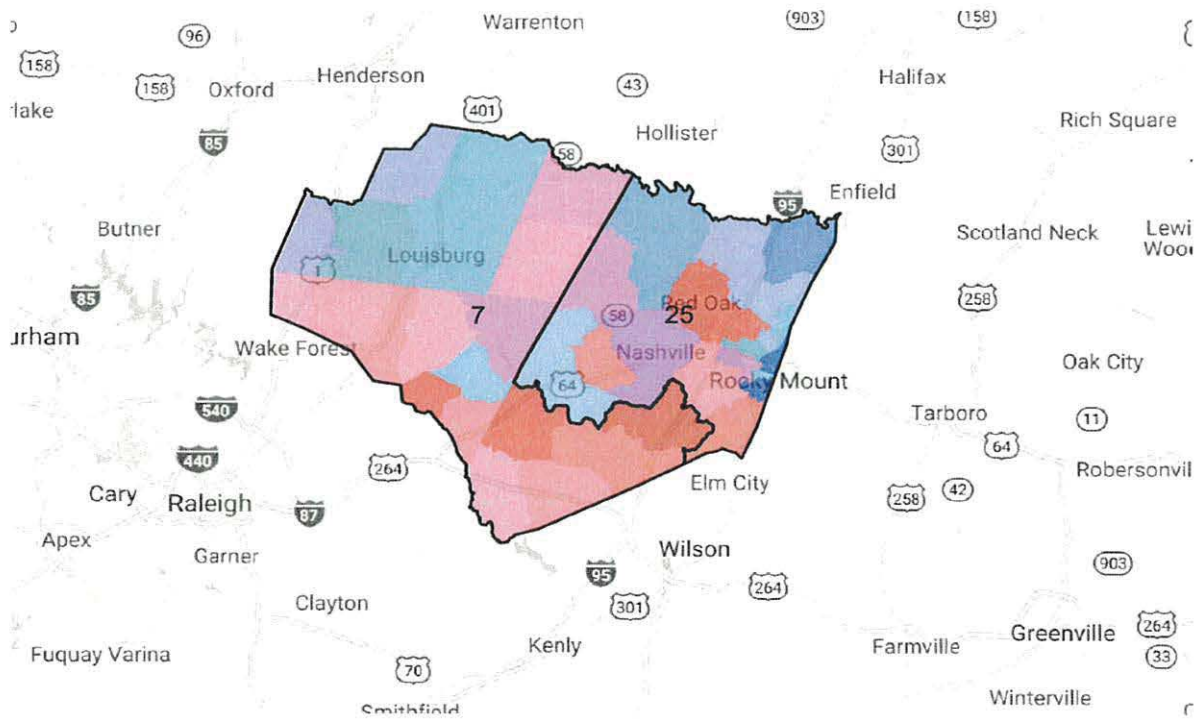 Warrenton
903
158
96
158
158
Henderson
Oxford
43
Halifax
401
Rich Square
Hollister
85
58
301
95
Enfield
Butner
Scotland Neck
Louisburg
1
258
85
7
58
Red Oak
25
Wake Forest
Nashville
Oak City
64
Rocky Mount
540
Tarboro
11
64
440
264
Robersonvil
Elm City
Cary
258
42
Raleigh
87
Apex
Garner
Wilson
95
264
903
Clayton
301
Greenville
264
Fuquay Varina
Kenly
Farmville
33
70
Winterville
Smithfield